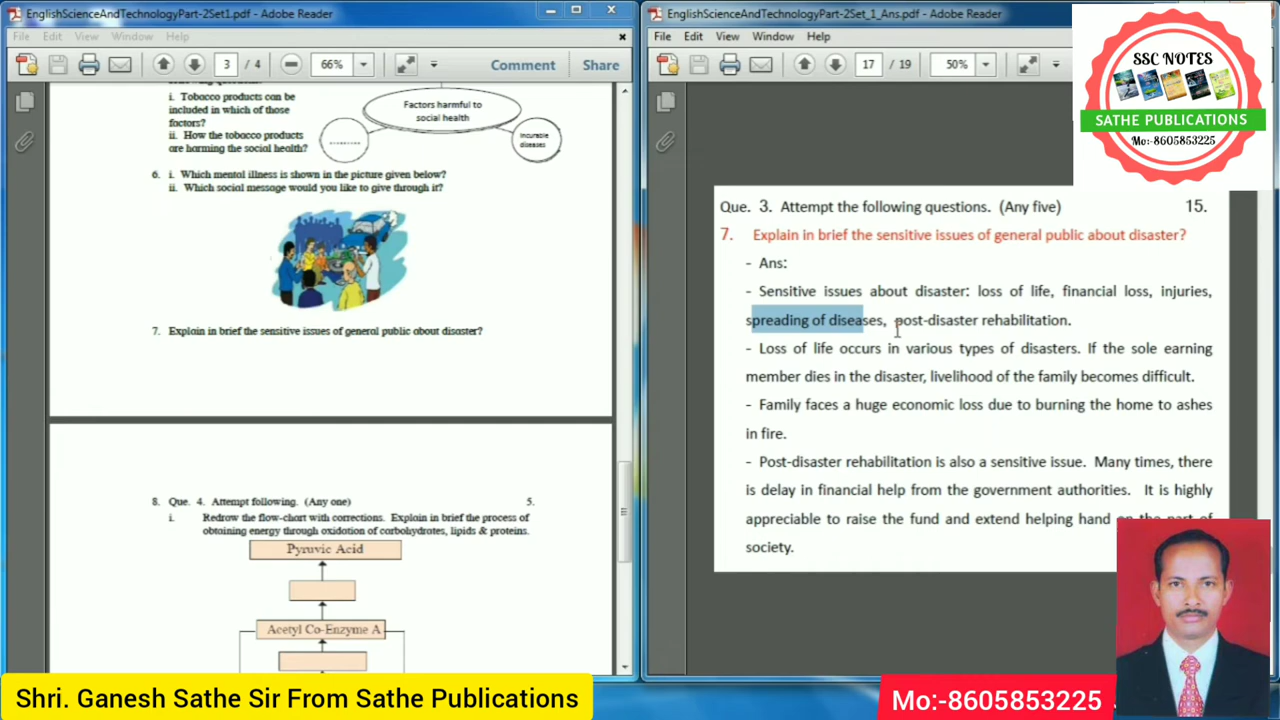 EnglishScienceAndTechnologyPart-2Set1.pdf - Adobe Reader
File Edit View Window Help
3 / 4 66% Comment Share
i. Tobacco products can be
included in which of those
factors?
ii. How the tobacco products
are harming the social health?
Factors harmful to
social health
Incurable
diseases
6. i. Which mental illness is shown in the picture given below?
ii. Which social message would you like to give through it?
7. Explain in brief the sensitive issues of general public about disaster?
8. Que. 4. Attempt following. (Any one) 5.
i. Redrow the flow-chart with corrections. Explain in brief the process of
obtaining energy through oxidation of carbohydrates, lipids & proteins.
Pyruvic Acid
Acetyl Co-Enzyme A
EnglishScienceAndTechnologyPart-2Set_1_Ans.pdf - Adobe Reader
File Edit View Window Help
17 / 19 50%
SSC NOTES
SATHE PUBLICATIONS
Mo:-8605853225
Que. 3. Attempt the following questions. (Any five) 15.
7. Explain in brief the sensitive issues of general public about disaster?
- Ans:
- Sensitive issues about disaster: loss of life, financial loss, injuries,
spreading of diseases, post-disaster rehabilitation.
- Loss of life occurs in various types of disasters. If the sole earning
member dies in the disaster, livelihood of the family becomes difficult.
- Family faces a huge economic loss due to burning the home to ashes
in fire.
- Post-disaster rehabilitation is also a sensitive issue. Many times, there
is delay in financial help from the government authorities. It is highly
appreciable to raise the fund and extend helping hand on the part of
society.
Shri. Ganesh Sathe Sir From Sathe Publications
Mo:-8605853225